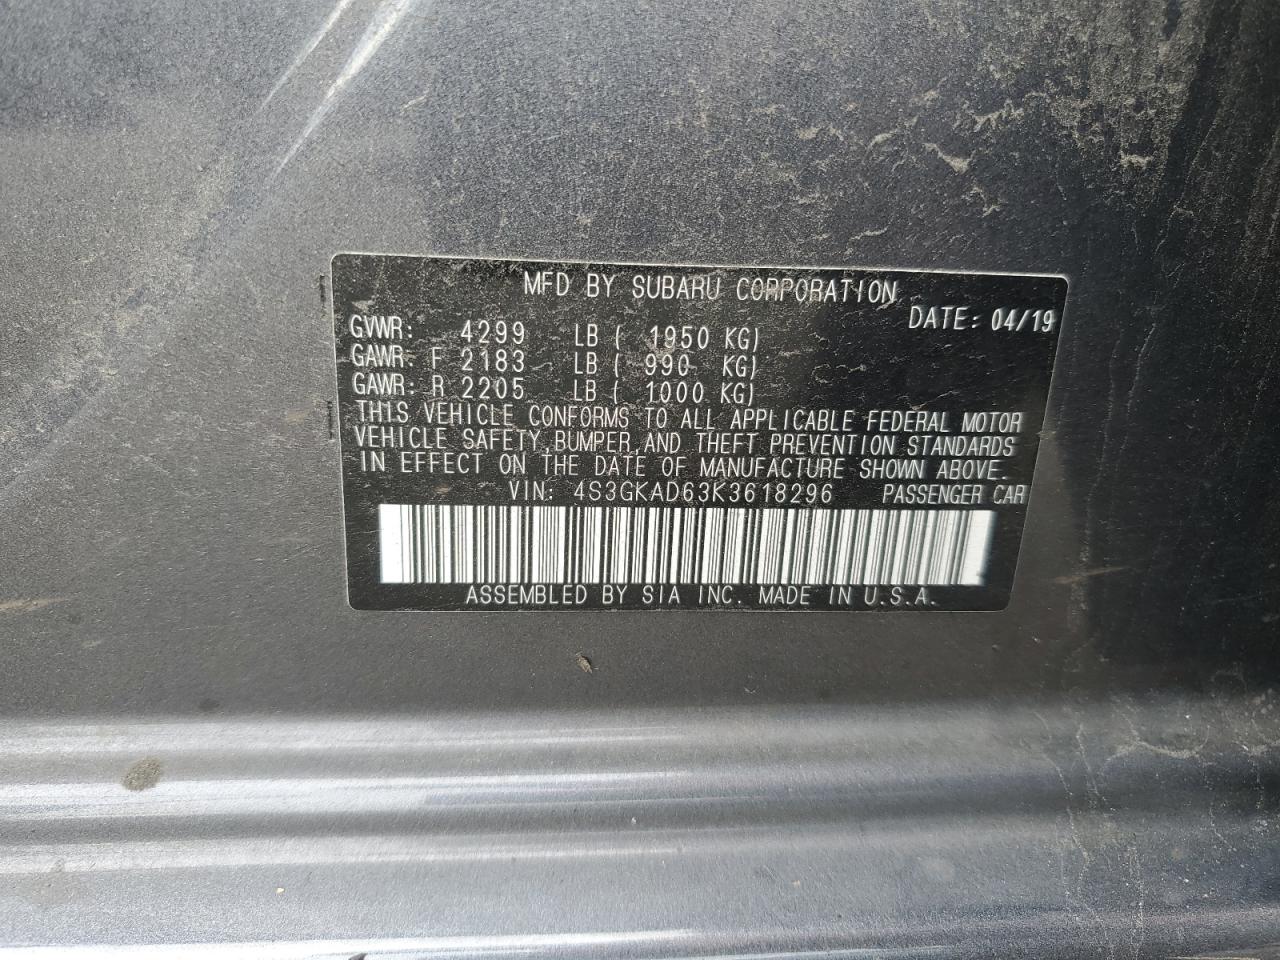 MFD BY SUBARU CORPORATION
DATE: 04/19
GVWR: 4299 LB ( 1950 KG)
GAWR: F 2183 LB ( 990 KG)
GAWR: R 2205 LB ( 1000 KG)
THIS VEHICLE CONFORMS TO ALL APPLICABLE FEDERAL MOTOR
VEHICLE SAFETY,BUMPER,AND THEFT PREVENTION STANDARDS
IN EFFECT ON THE DATE OF MANUFACTURE SHOWN ABOVE.
VIN: 4S3GKAD63K3618296 PASSENGER CAR
ASSEMBLED BY SIA INC. MADE IN U.S.A.